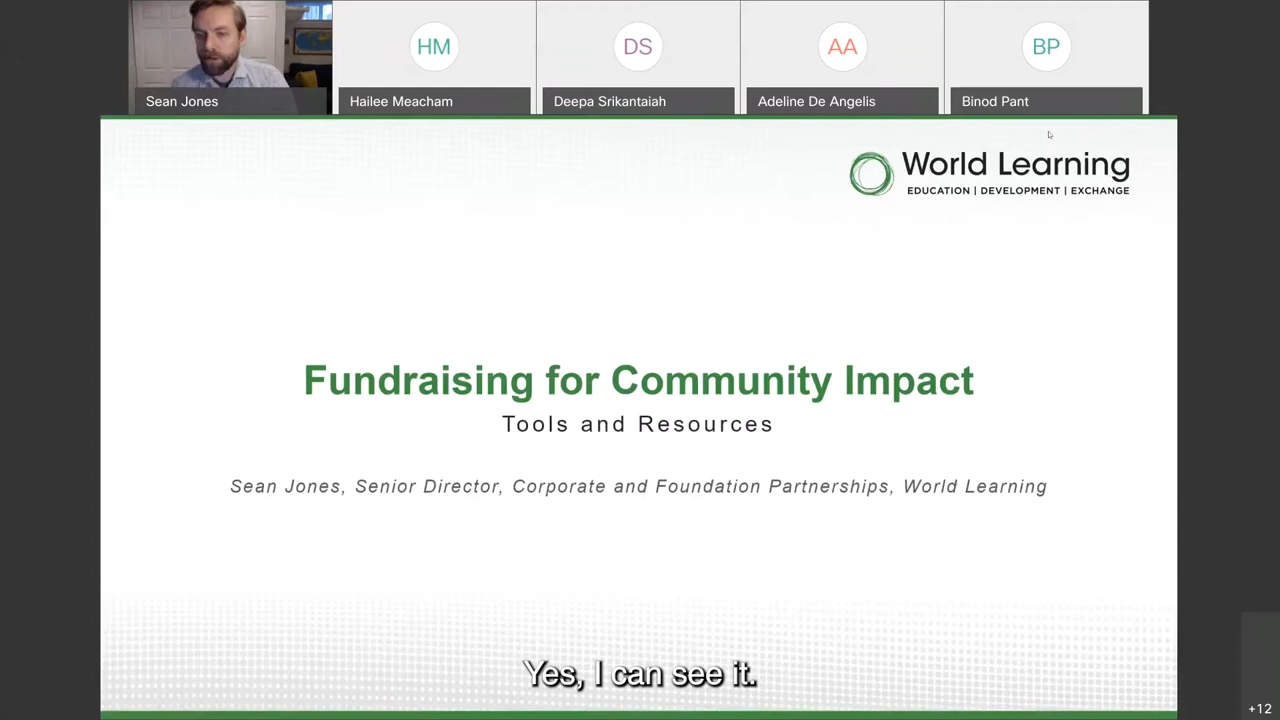 HM
DS
AA
BP
Sean Jones
Hailee Meacham
Deepa Srikantaiah
Adeline De Angelis
Binod Pant
World Learning
EDUCATION | DEVELOPMENT | EXCHANGE
Fundraising for Community Impact
Tools and Resources
Sean Jones, Senior Director, Corporate and Foundation Partnerships, World Learning
Yes, I can see it.
+12